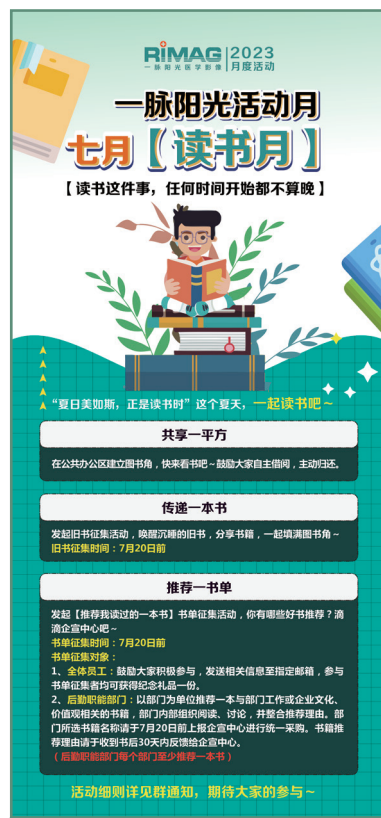 RIMAG 2023
一脉阳光医学影像 月度活动
一脉阳光活动月
七月【读书月】
【读书这件事，任何时间开始都不算晚】
“夏日美如斯，正是读书时”这个夏天，一起读书吧～
共享一平方
在公共办公区建立图书角，快来看书吧～鼓励大家自主借阅，主动归还。
传递一本书
发起旧书征集活动，唤醒沉睡的旧书，分享书籍，一起填满图书角～
旧书征集时间：7月20日前
推荐一书单
发起【推荐我读过的一本书】书单征集活动，你有哪些好书推荐？滴
滴企宣中心吧～
书单征集时间：7月20日前
书单征集对象：
1、全体员工：鼓励大家积极参与，发送相关信息至指定邮箱，参与
书单征集者均可获得纪念礼品一份。
2、后勤职能部门：以部门为单位推荐一本与部门工作或企业文化、
价值观相关的书籍，部门内部组织阅读、讨论，并整合推荐理由。部
门所选书籍名称请于7月20日前上报企宣中心进行统一采购。书籍推
荐理由请于收到书后30天内反馈给企宣中心。
（后勤职能部门每个部门至少推荐一本书）
活动细则详见群通知，期待大家的参与～